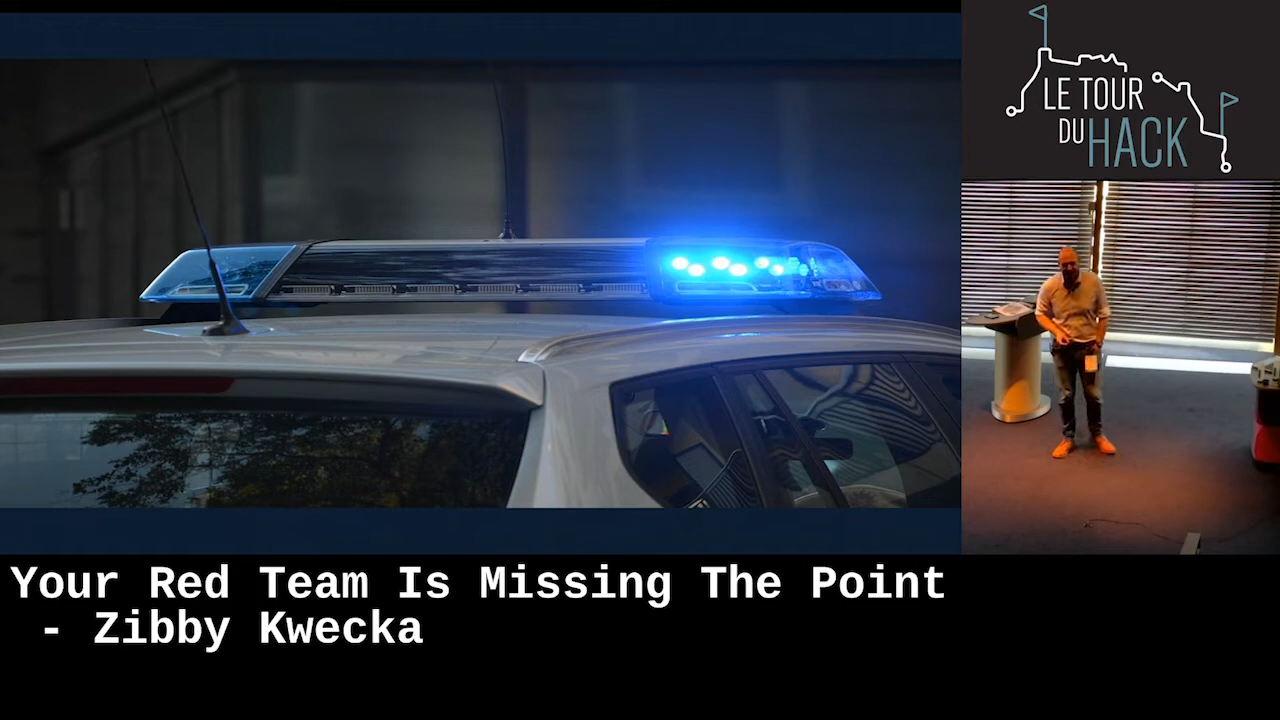 LE TOUR
DU HACK
Your Red Team Is Missing The Point
- Zibby Kwecka